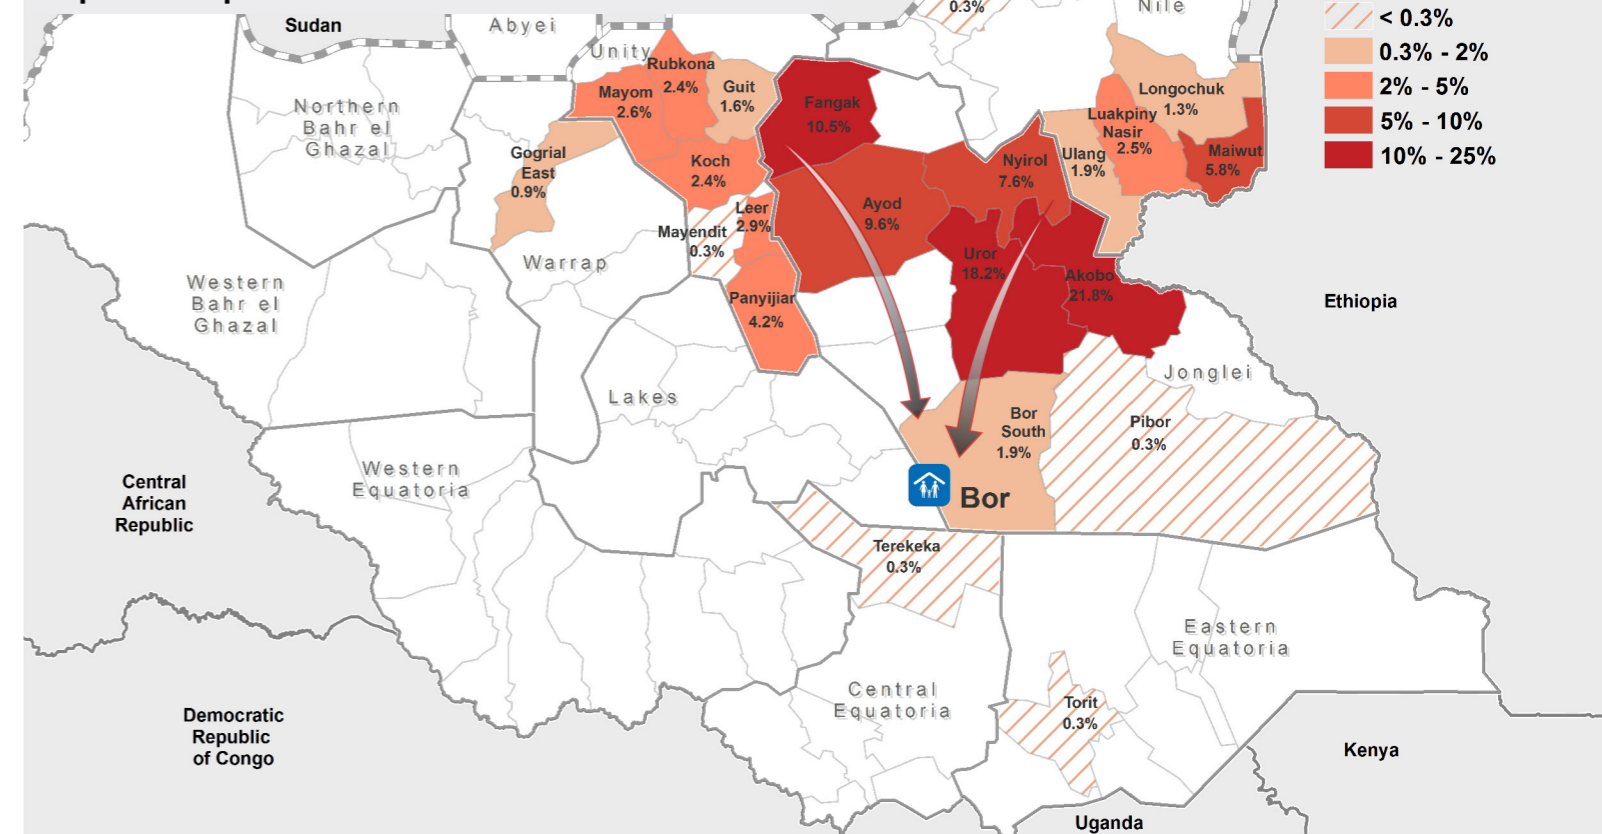 0.3%
Nile
Sudan
Abyei
Unity
< 0.3%
0.3% - 2%
2% - 5%
5% - 10%
10% - 25%
Rubkona
2.4%
Guit
1.6%
Mayom
2.6%
Fangak
10.5%
Longochuk
1.3%
Luakpiny
Nasir
2.5%
Northern
Bahr el
Ghazal
Gogrial
East
0.9%
Koch
2.4%
Nyirol
7.6%
Ulang
1.9%
Maiwut
5.8%
Leer
2.9%
Ayod
9.6%
Mayendit
0.3%
Warrap
Uror
18.2%
Akobo
21.8%
Western
Bahr el
Ghazal
Panyijiar
4.2%
Ethiopia
Jonglei
Lakes
Bor
South
1.9%
Pibor
0.3%
Western
Equatoria
Central
African
Republic
Bor
Terekeka
0.3%
Eastern
Equatoria
Central
Equatoria
Torit
0.3%
Democratic
Republic
of Congo
Kenya
Uganda